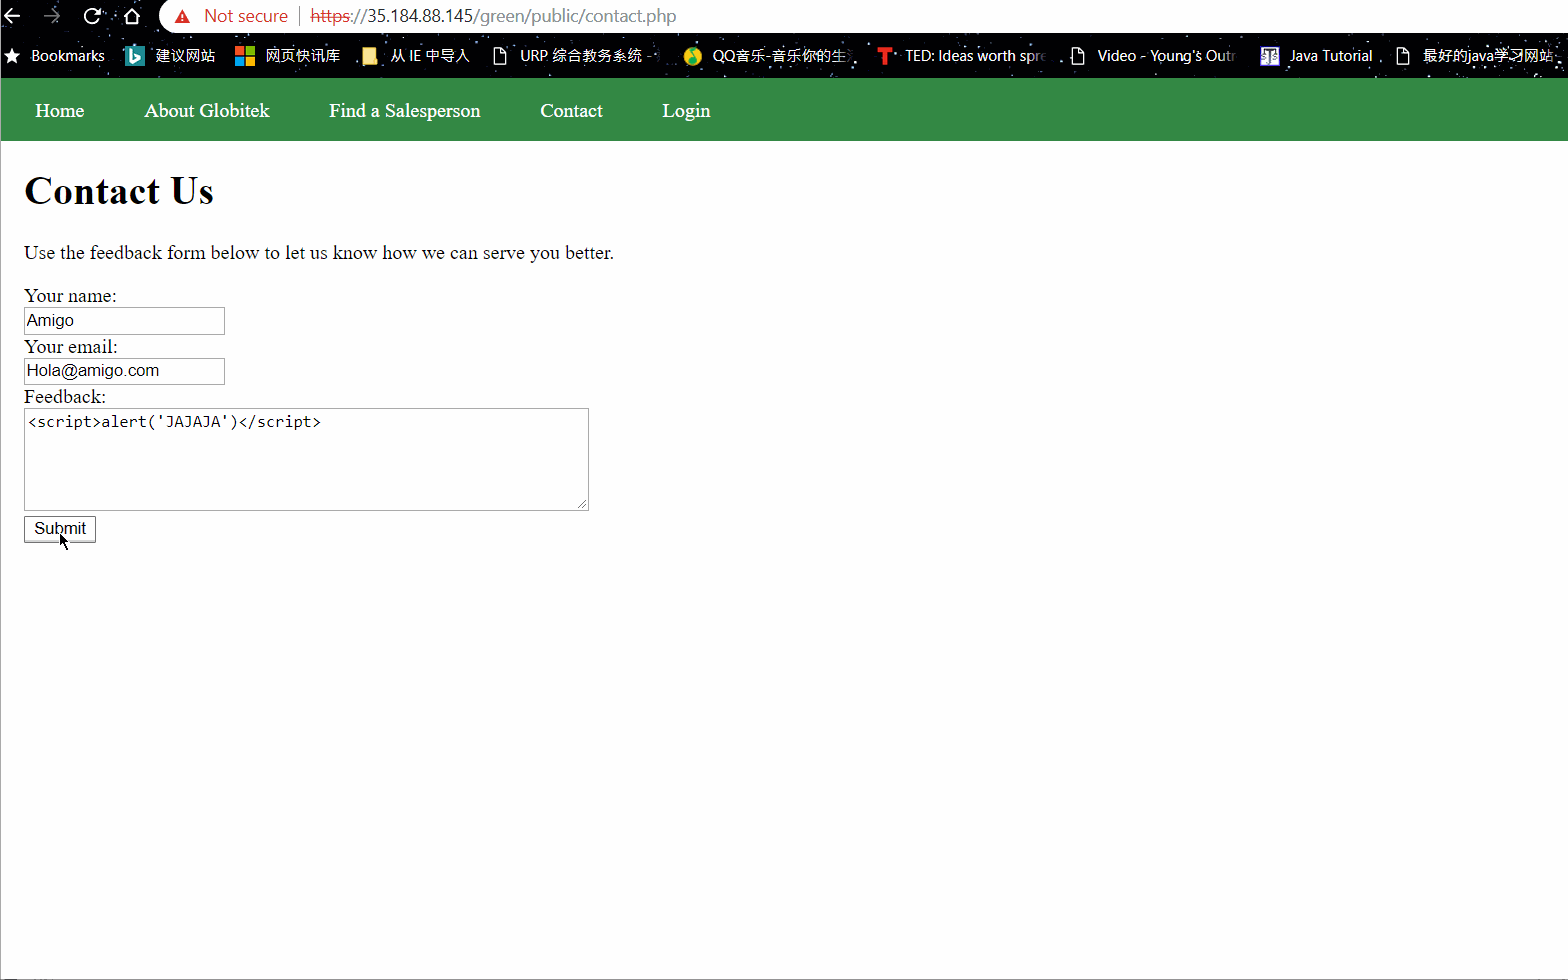 Not secure | https://35.184.88.145/green/public/contact.php
Bookmarks 建议网站 网页快讯库 从 IE 中导入 URP 综合教务系统 - QQ音乐-音乐你的生 TED: Ideas worth spre Video - Young's Outr Java Tutorial 最好的java学习网站
Home About Globitek Find a Salesperson Contact Login
Contact Us
Use the feedback form below to let us know how we can serve you better.
Your name:
Amigo
Your email:
Hola@amigo.com
Feedback:
<script>alert('JAJAJA')</script>
Submit